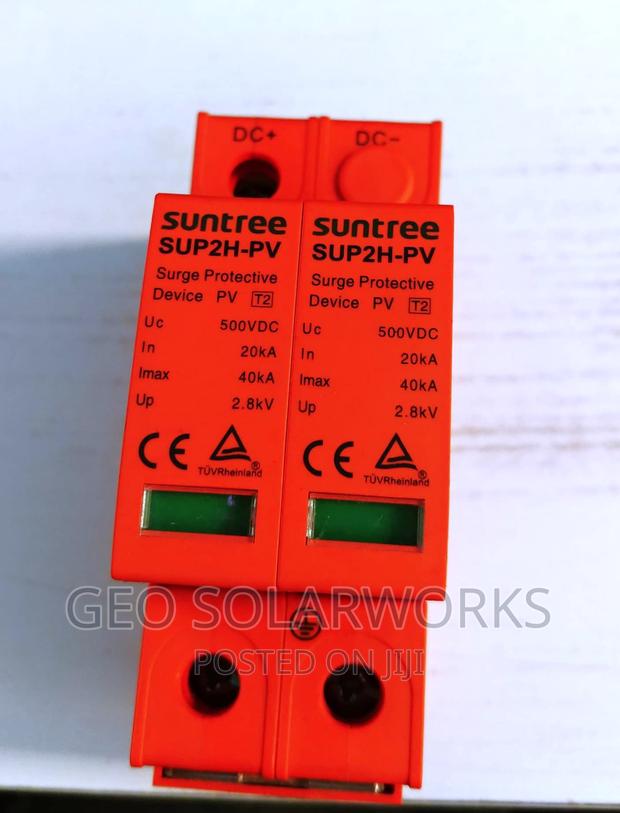 DC+
DC-
suntree
SUP2H-PV
Surge Protective
Device PV T2
Uc 500VDC
In 20kA
Imax 40kA
Up 2.8kV
CE
TÜVRheinland®
suntree
SUP2H-PV
Surge Protective
Device PV T2
Uc 500VDC
In 20kA
Imax 40kA
Up 2.8kV
CE
TÜVRheinland®
GEO SOLARWORKS
POSTED ON JIJI